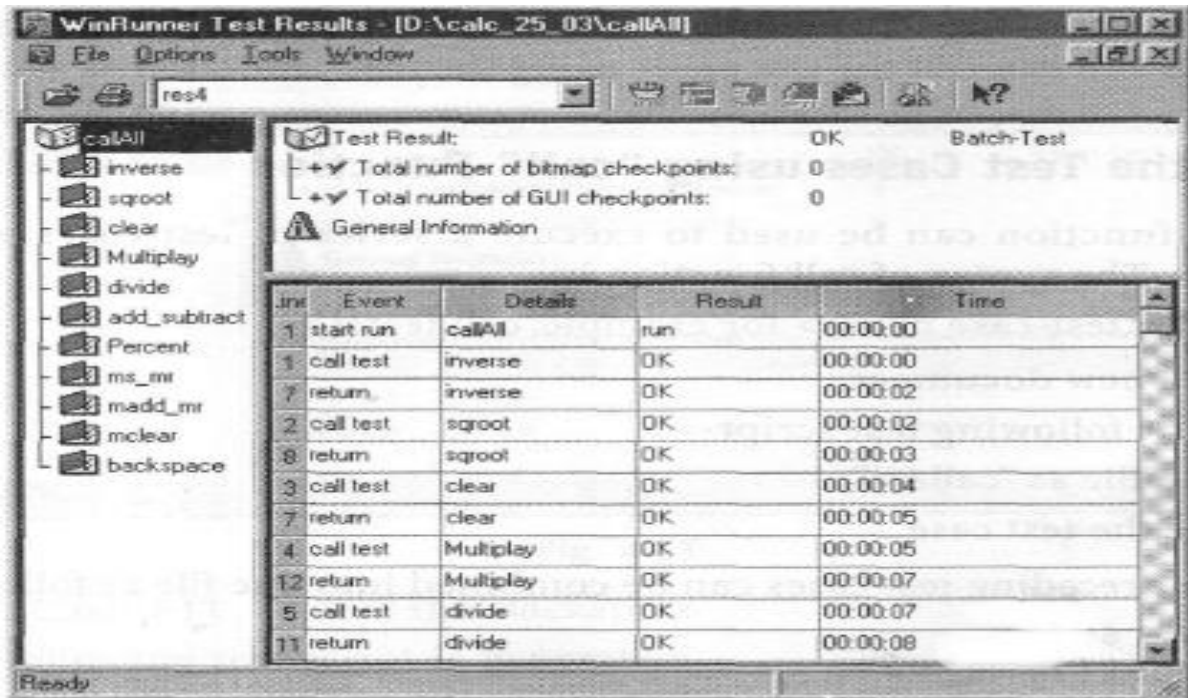 WinRunner Test Results - [D:\calc_25_03\callAll]
File Options Tools Window
res4
callAll
inverse
sqroot
clear
Multiplay
divide
add_subtract
Percent
ms_mr
madd_mr
mclear
backspace
Test Result: OK Batch-Test
Total number of bitmap checkpoints: 0
Total number of GUI checkpoints: 0
General Information
Line Event Details Result Time
1 start run callAll run 00:00:00
1 call test inverse OK 00:00:00
7 return inverse OK 00:00:02
2 call test sqroot OK 00:00:02
8 return sqroot OK 00:00:03
3 call test clear OK 00:00:04
7 return clear OK 00:00:05
4 call test Multiplay OK 00:00:05
12 return Multiplay OK 00:00:07
5 call test divide OK 00:00:07
11 return divide OK 00:00:08
Ready